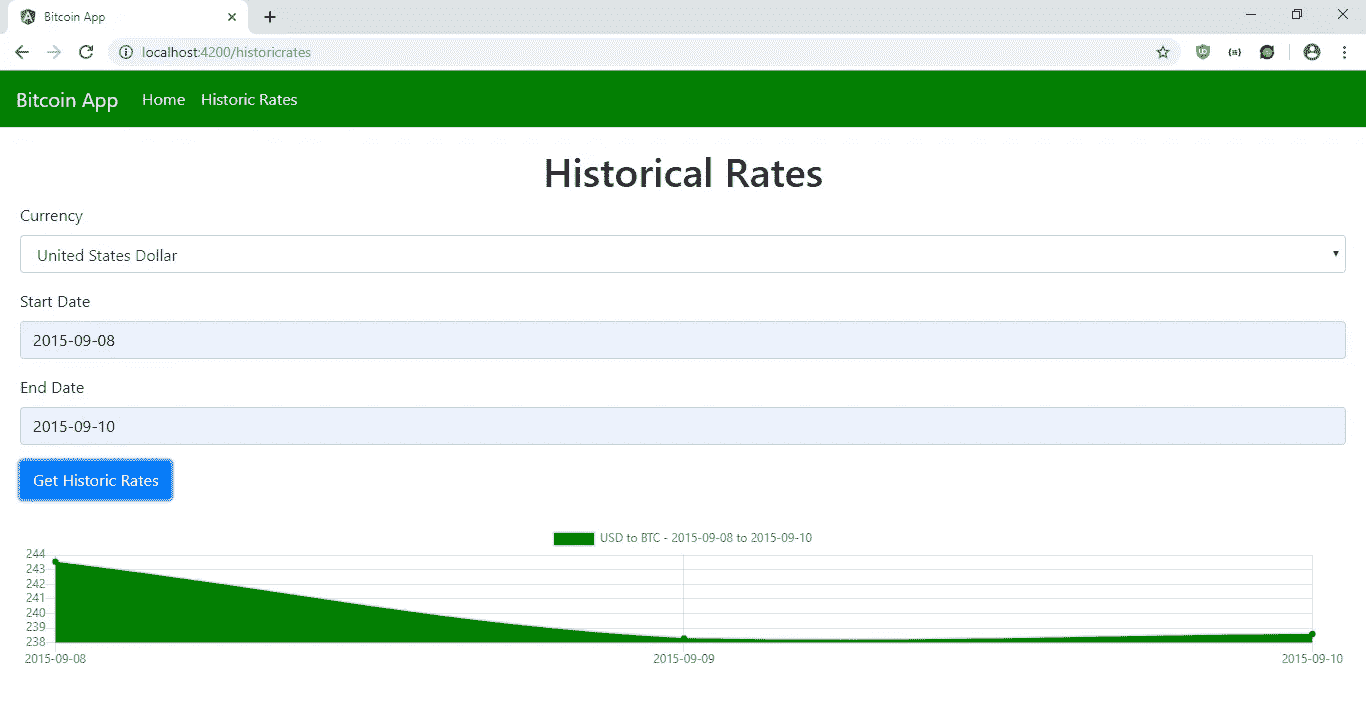 Bitcoin App
localhost:4200/historicrates
Bitcoin App Home Historic Rates
Historical Rates
Currency
United States Dollar
Start Date
2015-09-08
End Date
2015-09-10
Get Historic Rates
USD to BTC - 2015-09-08 to 2015-09-10
244
243
242
241
240
239
238
2015-09-08 2015-09-09 2015-09-10